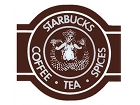 STARBUCKS
COFFEE · TEA · SPICES